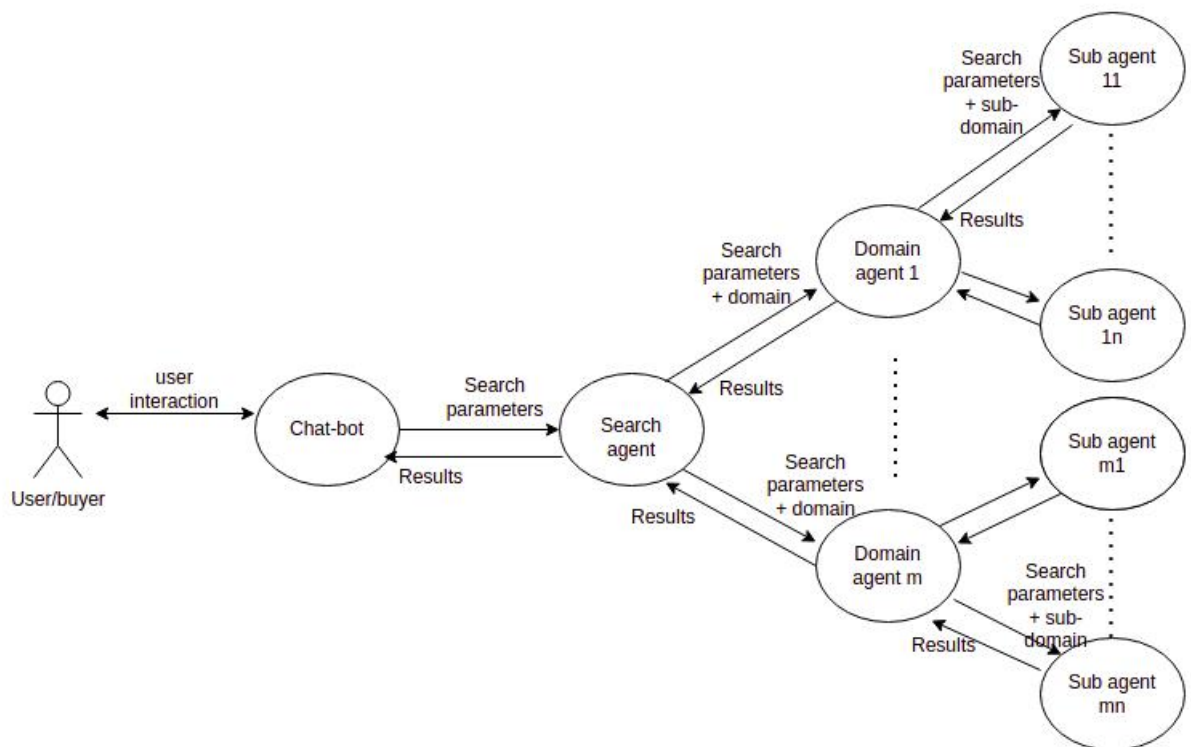 Sub agent
11
Search
parameters
+ sub-
domain
Results
Domain
agent 1
Search
parameters
+ domain
Sub agent
1n
Results
user
interaction
Search
parameters
Chat-bot
Search
agent
Results
User/buyer
Sub agent
m1
Search
parameters
+ domain
Results
Domain
agent m
Search
parameters
+ sub-
domain
Results
Sub agent
mn